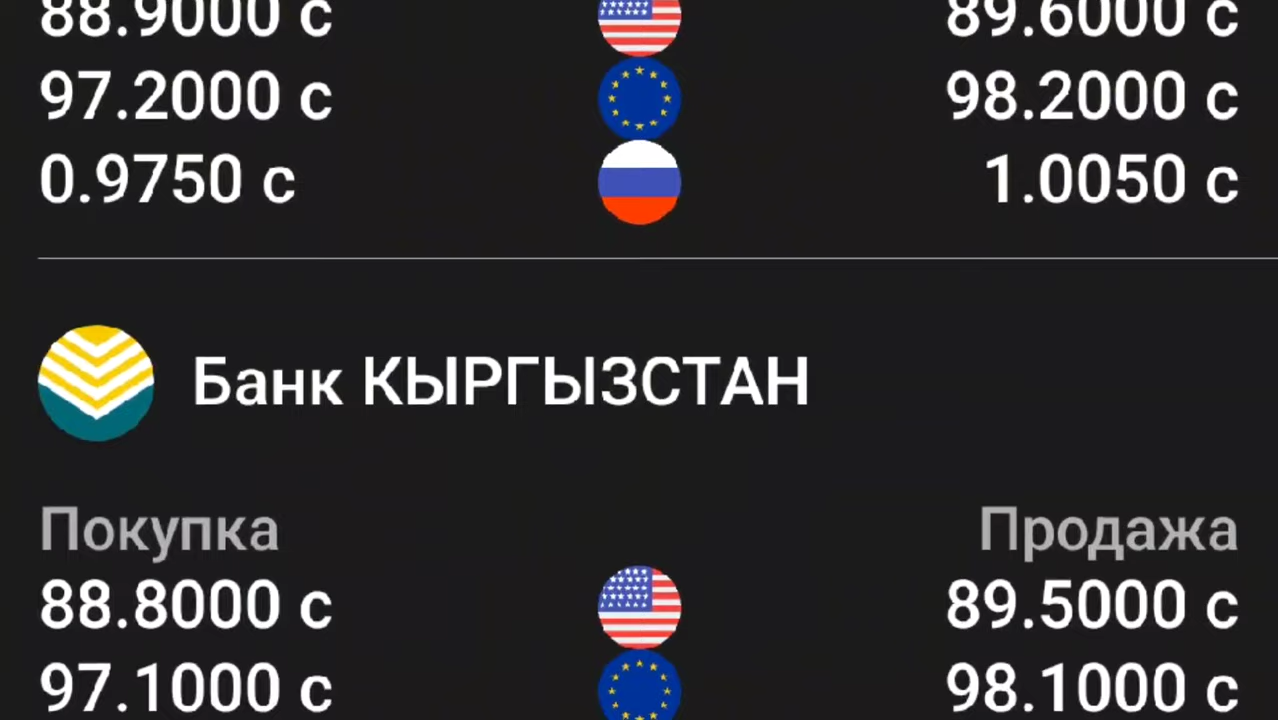 88.9000 с 89.6000 с
97.2000 с 98.2000 с
0.9750 с 1.0050 с
Банк КЫРГЫЗСТАН
Покупка Продажа
88.8000 с 89.5000 с
97.1000 с 98.1000 с